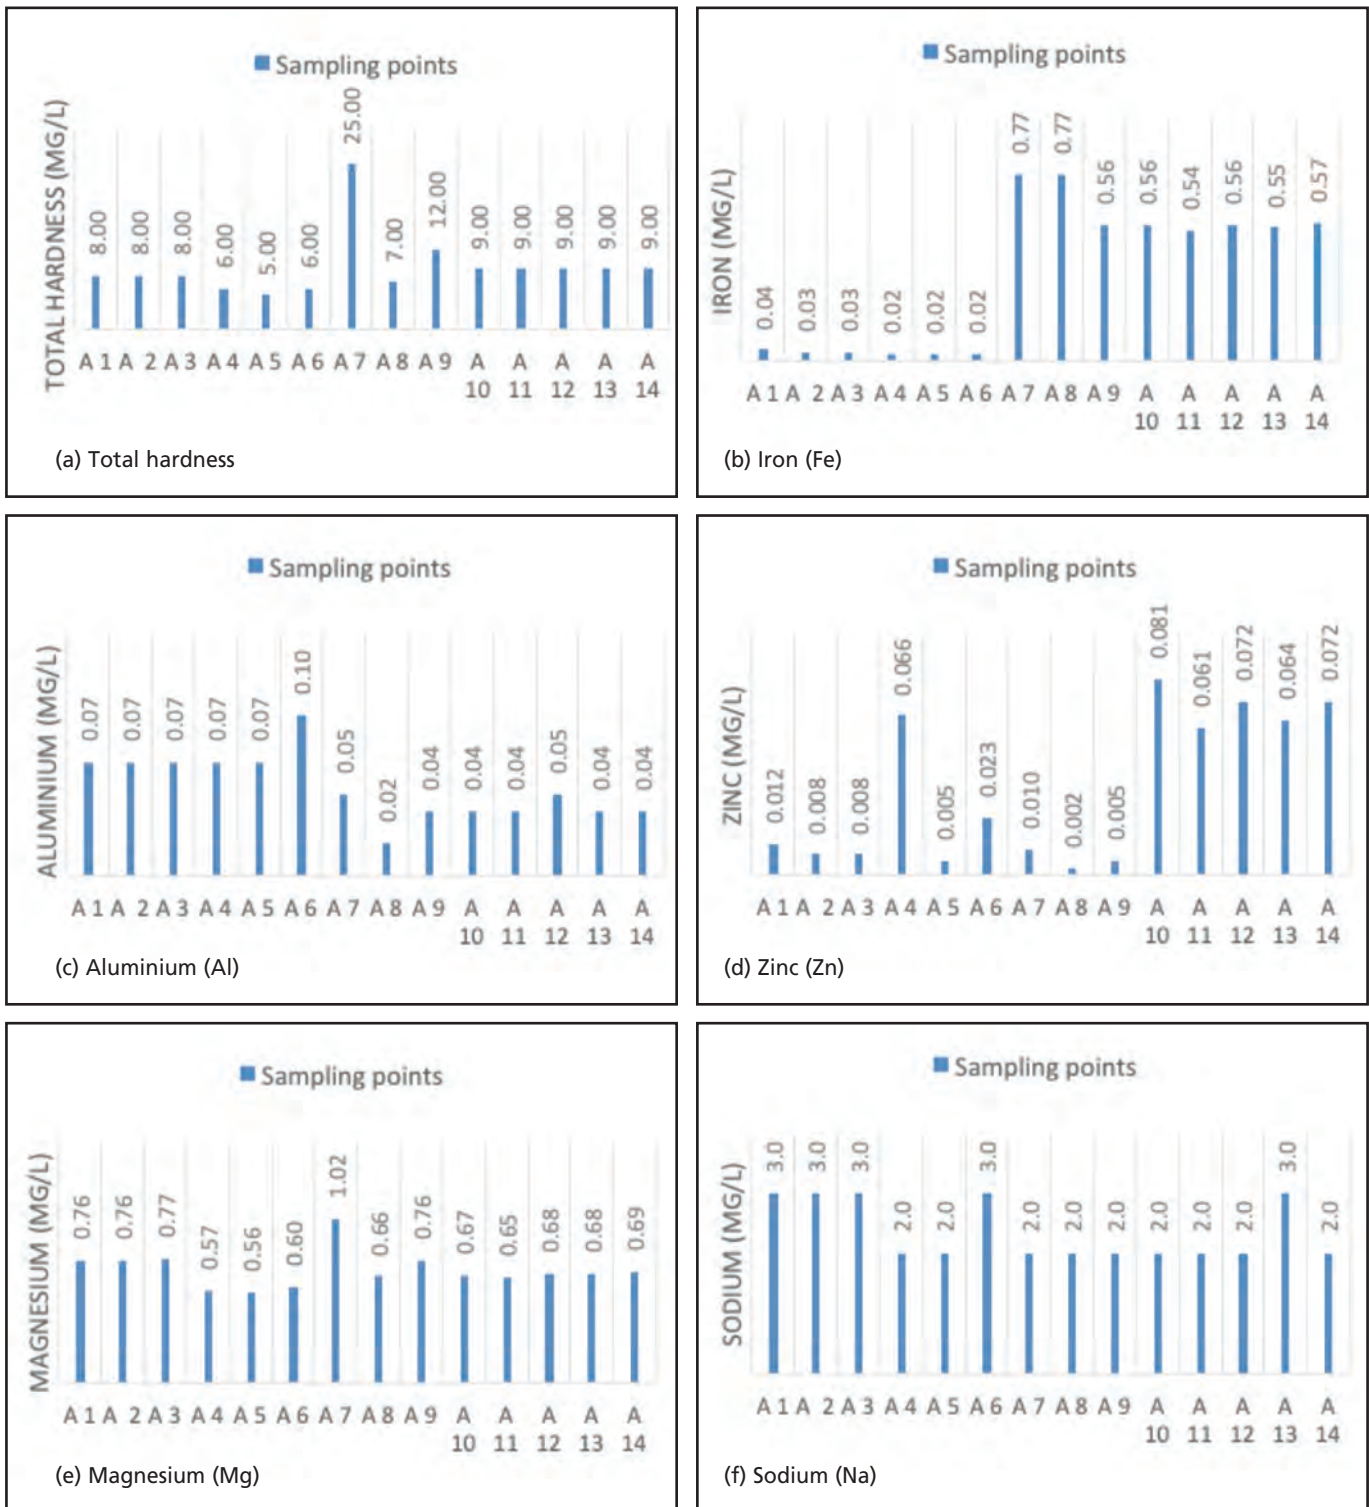 Sampling points
TOTAL HARDNESS (MG/L)
8.00 8.00 8.00 6.00 5.00 6.00 25.00 7.00 12.00 9.00 9.00 9.00 9.00 9.00
A 1 A 2 A 3 A 4 A 5 A 6 A 7 A 8 A 9 A 10 A 11 A 12 A 13 A 14
(a) Total hardness
Sampling points
IRON (MG/L)
0.04 0.03 0.03 0.02 0.02 0.02 0.77 0.77 0.56 0.56 0.54 0.56 0.55 0.57
A 1 A 2 A 3 A 4 A 5 A 6 A 7 A 8 A 9 A 10 A 11 A 12 A 13 A 14
(b) Iron (Fe)
Sampling points
ALUMINIUM (MG/L)
0.07 0.07 0.07 0.07 0.07 0.10 0.05 0.02 0.04 0.04 0.04 0.05 0.04 0.04
A 1 A 2 A 3 A 4 A 5 A 6 A 7 A 8 A 9 A 10 A 11 A 12 A 13 A 14
(c) Aluminium (Al)
Sampling points
ZINC (MG/L)
0.012 0.008 0.008 0.066 0.005 0.023 0.010 0.002 0.005 0.081 0.061 0.072 0.064 0.072
A 1 A 2 A 3 A 4 A 5 A 6 A 7 A 8 A 9 A 10 A 11 A 12 A 13 A 14
(d) Zinc (Zn)
Sampling points
MAGNESIUM (MG/L)
0.76 0.76 0.77 0.57 0.56 0.60 1.02 0.66 0.76 0.67 0.65 0.68 0.68 0.69
A 1 A 2 A 3 A 4 A 5 A 6 A 7 A 8 A 9 A 10 A 11 A 12 A 13 A 14
(e) Magnesium (Mg)
Sampling points
SODIUM (MG/L)
3.0 3.0 3.0 2.0 2.0 3.0 2.0 2.0 2.0 2.0 2.0 2.0 3.0 2.0
A 1 A 2 A 3 A 4 A 5 A 6 A 7 A 8 A 9 A 10 A 11 A 12 A 13 A 14
(f) Sodium (Na)